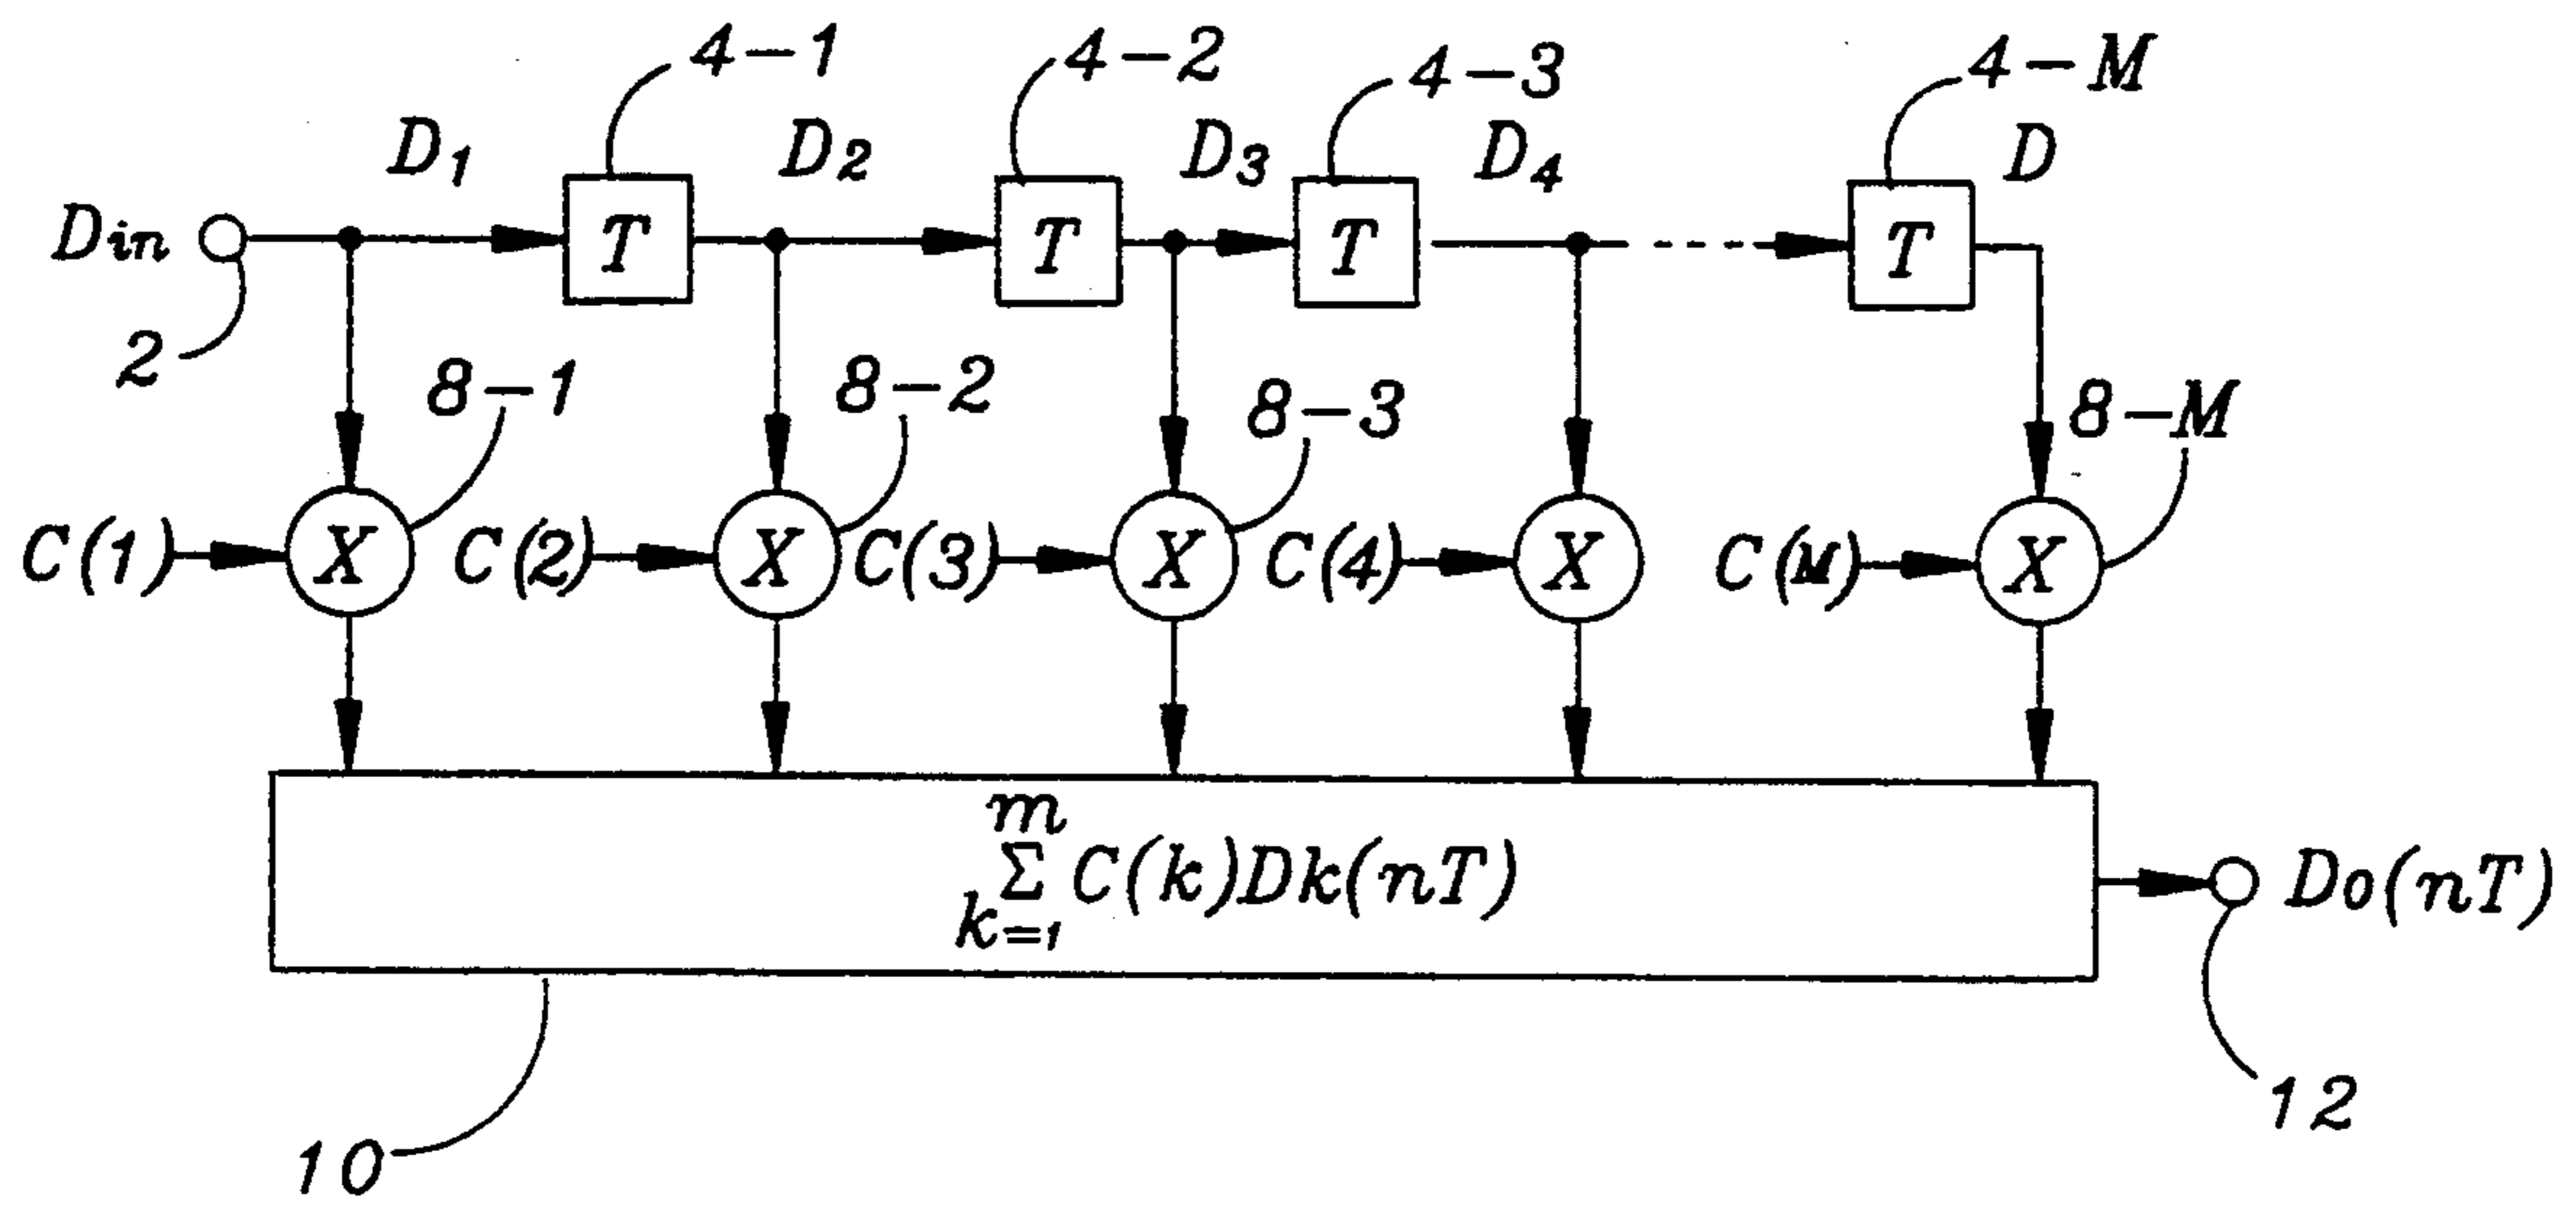 4-1 4-2 4-3 4-M
D1 D2 D3 D4 D
Din T T T T
2 8-1 8-2 8-3 8-M
C(1) X C(2) X C(3) X C(4) X C(M) X
m
Σ C(k)Dk(nT)
k=1
Do(nT)
10 12